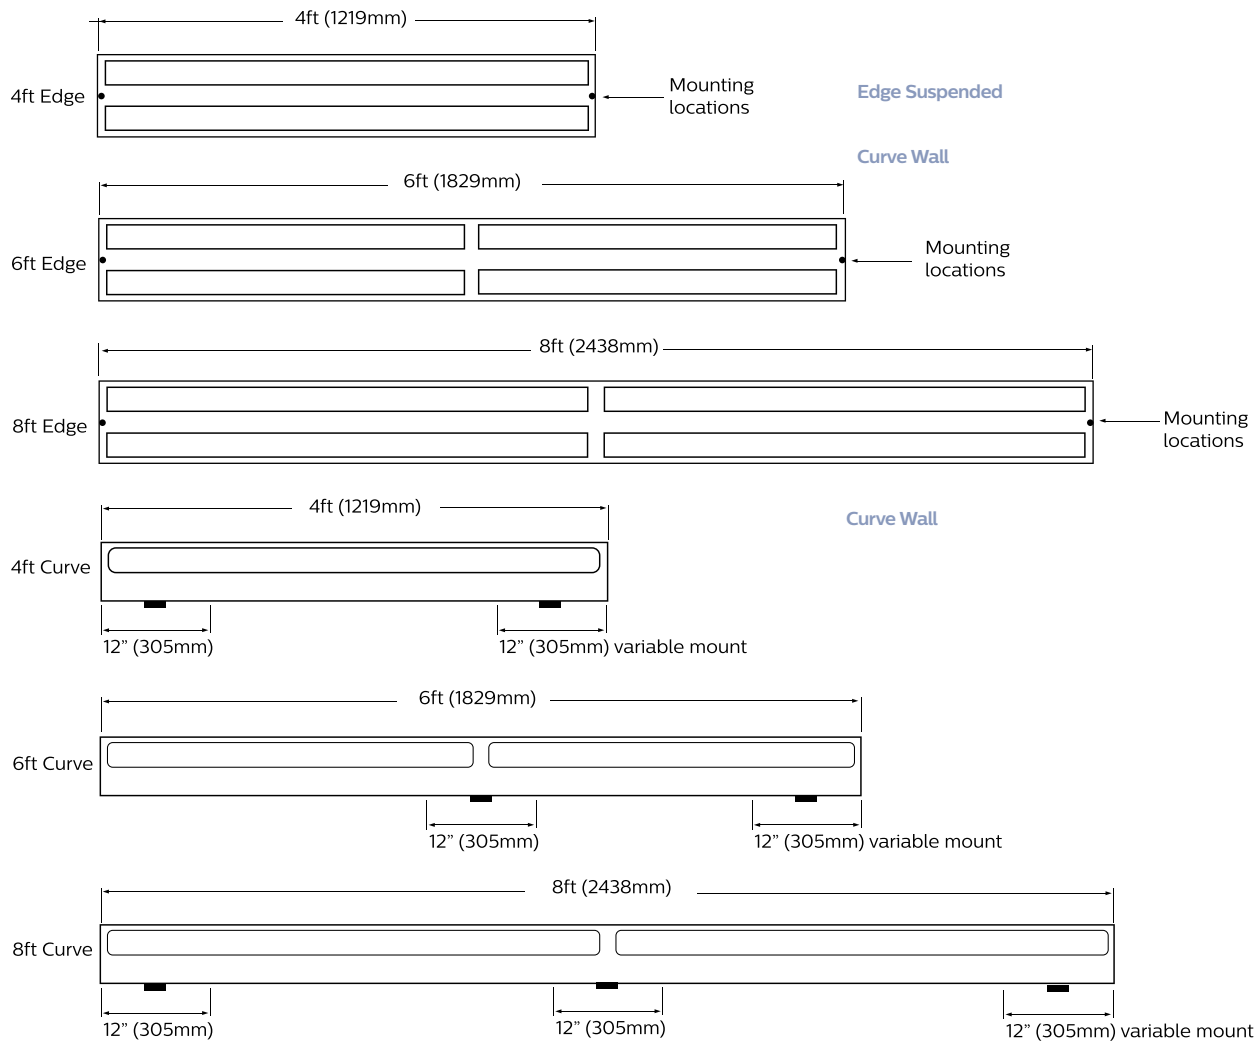 4ft (1219mm)
4ft Edge
Mounting
locations
Edge Suspended
Curve Wall
6ft (1829mm)
6ft Edge
Mounting
locations
8ft (2438mm)
8ft Edge
Mounting
locations
4ft (1219mm)
Curve Wall
4ft Curve
12” (305mm)
12” (305mm) variable mount
6ft (1829mm)
6ft Curve
12” (305mm)
12” (305mm) variable mount
8ft (2438mm)
8ft Curve
12” (305mm)
12” (305mm)
12” (305mm) variable mount